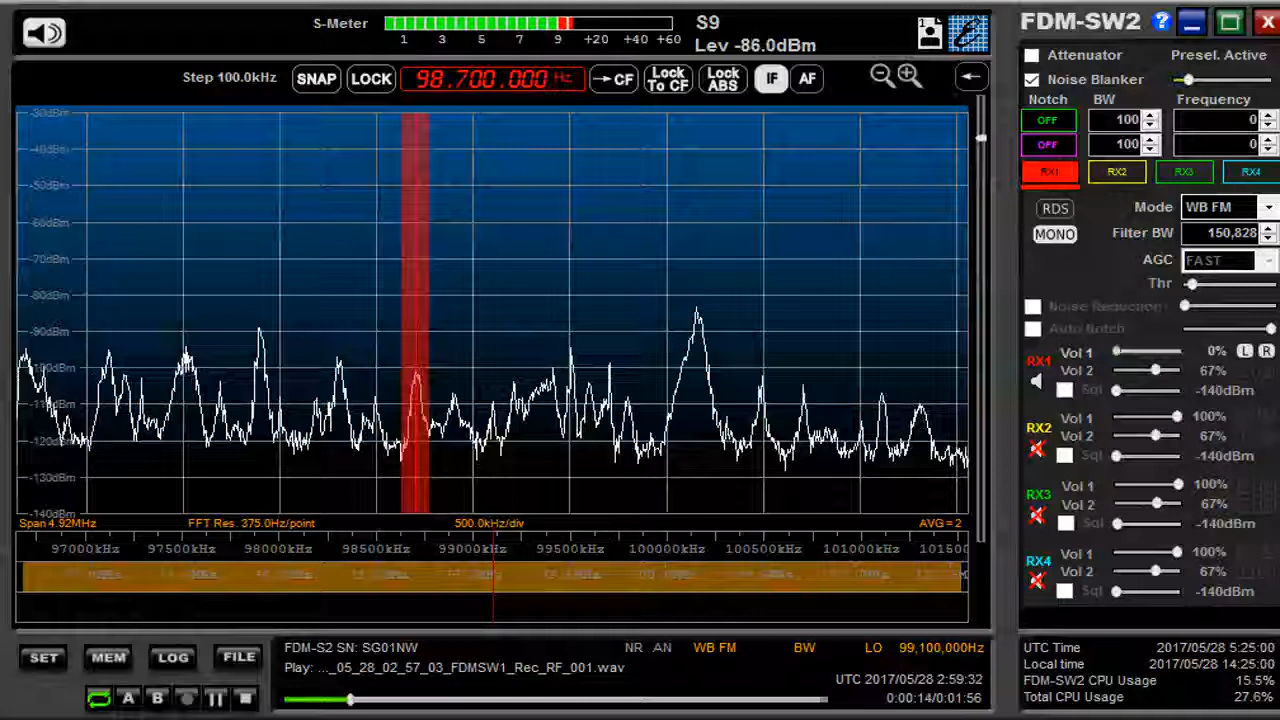 S-Meter
1 3 5 7 9 +20 +40 +60
S9
Lev -86.0dBm
1
FDM-SW2 ? X
Step 100.0kHz SNAP LOCK 98.700.000 Hz →CF Lock To CF Lock ABS IF AF ←
-30dBm
-40dBm
-50dBm
-60dBm
-70dBm
-80dBm
-90dBm
-100dBm
-110dBm
-120dBm
-130dBm
-140dBm
Span 4.92MHz FFT Res. 375.0Hz/point 500.0kHz/div AVG=2
97000kHz 97500kHz 98000kHz 98500kHz 99000kHz 99500kHz 100000kHz 100500kHz 101000kHz 101500
SET MEM LOG FILE
A B
FDM-S2 SN: SG01NW NR AN WB FM BW LO 99,100,000Hz
Play: ..._05_28_02_57_03_FDMSW1_Rec_RF_001.wav
UTC 2017/05/28 2:59:32
0:00:14/0:01:56
Attenuator Presel. Active
Noise Blanker
Notch BW Frequency
OFF 100 0
OFF 100 0
RX1 RX2 RX3 RX4
RDS Mode WB FM
MONO Filter BW 150,828
AGC FAST
Thr
Noise Reduction
Auto Notch
RX1 Vol 1 0% L R
Vol 2 67%
Sql -140dBm
RX2 Vol 1 100%
Vol 2 67%
Sql -140dBm
RX3 Vol 1 100%
Vol 2 67%
Sql -140dBm
RX4 Vol 1 100%
Vol 2 67%
Sql -140dBm
UTC Time 2017/05/28 5:25:00
Local time 2017/05/28 14:25:00
FDM-SW2 CPU Usage 15.5%
Total CPU Usage 27.6%